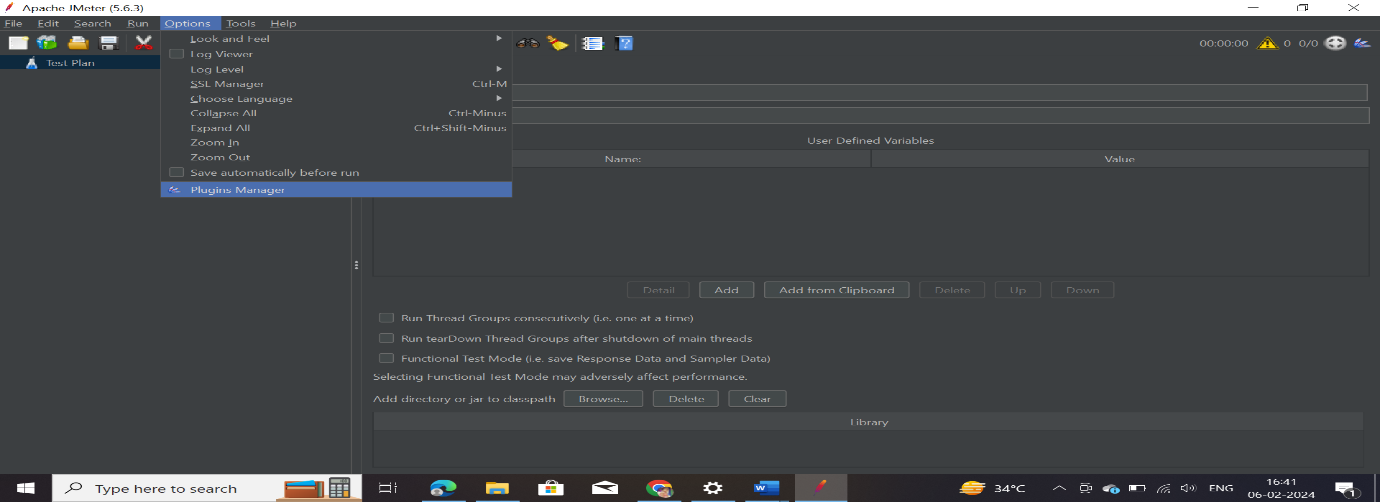 Apache JMeter (5.6.3)
File Edit Search Run Options Tools Help
00:00:00 0 0/0
Test Plan
Look and Feel
Log Viewer
Log Level
SSL Manager Ctrl-M
Choose Language
Collapse All Ctrl-Minus
Expand All Ctrl+Shift-Minus
Zoom In
Zoom Out
Save automatically before run
Plugins Manager
User Defined Variables
Name: Value
Detail Add Add from Clipboard Delete Up Down
Run Thread Groups consecutively (i.e. one at a time)
Run tearDown Thread Groups after shutdown of main threads
Functional Test Mode (i.e. save Response Data and Sampler Data)
Selecting Functional Test Mode may adversely affect performance.
Add directory or jar to classpath Browse... Delete Clear
Library
Type here to search
34°C
ENG
16:41
06-02-2024
1